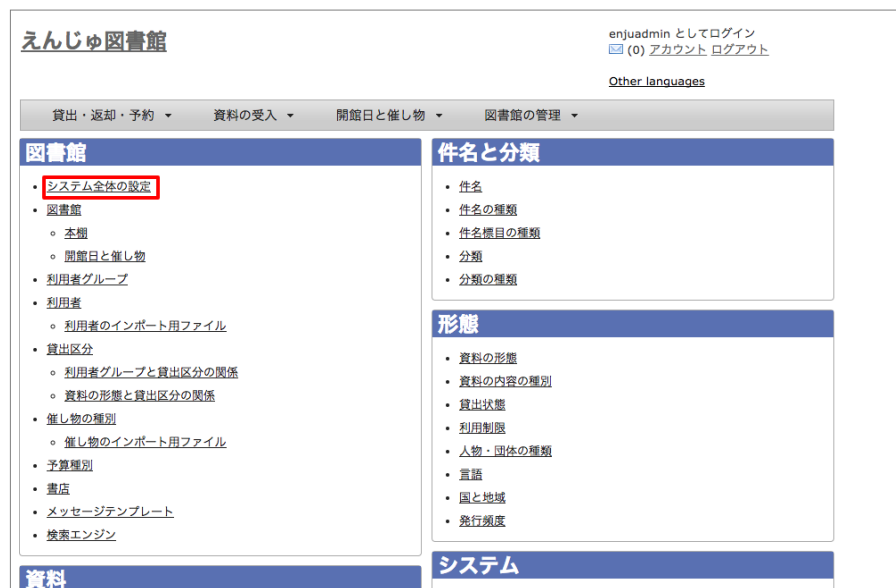 えんじゅ図書館
enjuadmin としてログイン
(0) アカウント ログアウト
Other languages
貸出・返却・予約 ▼ 資料の受入 ▼ 開館日と催し物 ▼ 図書館の管理 ▼
図書館
システム全体の設定
図書館
本棚
開館日と催し物
利用者グループ
利用者
利用者のインポート用ファイル
貸出区分
利用者グループと貸出区分の関係
資料の形態と貸出区分の関係
催し物の種別
催し物のインポート用ファイル
予算種別
書店
メッセージテンプレート
検索エンジン
資料
件名と分類
件名
件名の種類
件名標目の種類
分類
分類の種類
形態
資料の形態
資料の内容の種別
貸出状態
利用制限
人物・団体の種類
言語
国と地域
発行頻度
システム